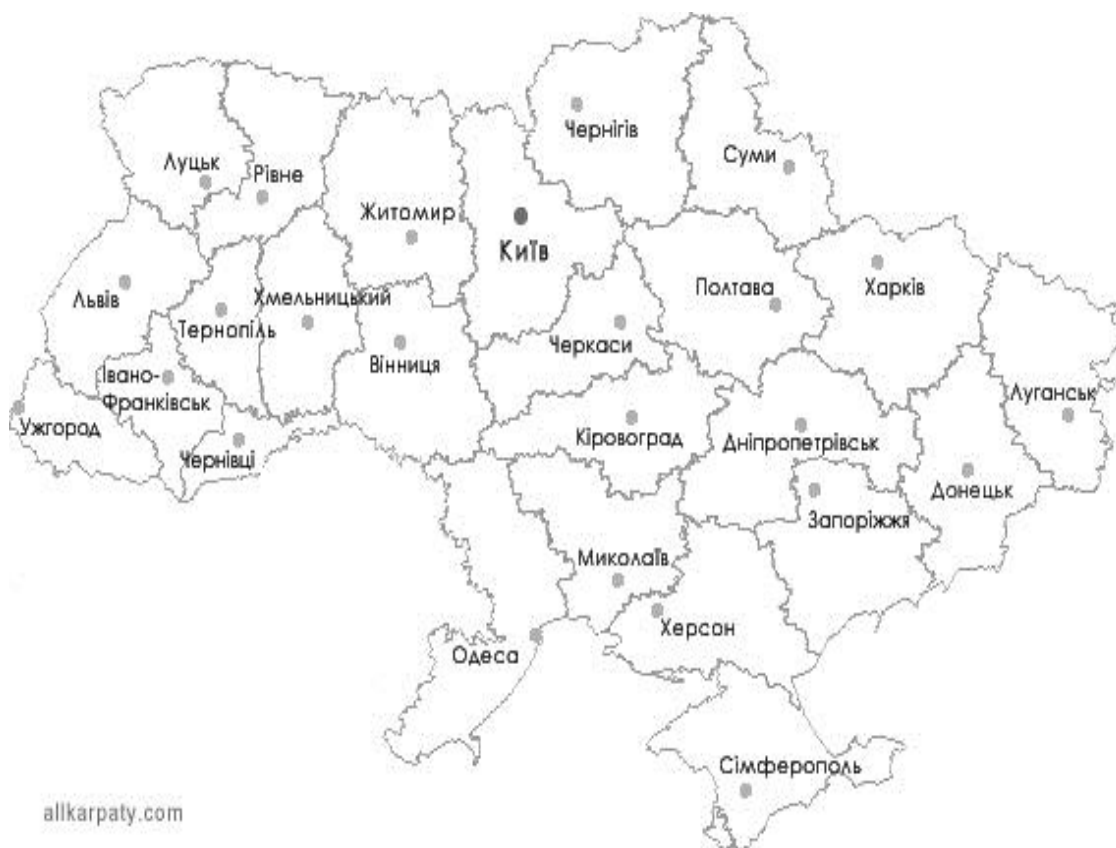 Чернігів
Суми
Луцьк
Рівне
Житомир
Київ
Львів
Тернопіль
Хмельницький
Вінниця
Черкаси
Полтава
Харків
Івано-
Франківськ
Ужгород
Чернівці
Кіровоград
Дніпропетрівськ
Луганськ
Донецьк
Запоріжжя
Миколаїв
Херсон
Одеса
Сімферополь
allkarpaty.com